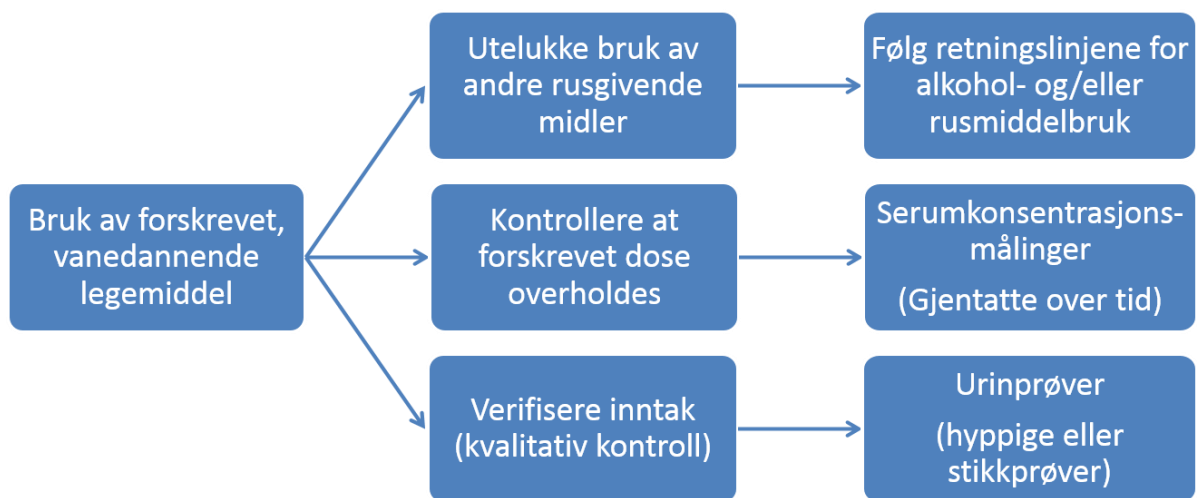 Bruk av forskrevet,
vanedannende
legemiddel
Utelukke bruk av
andre rusgivende
midler
Følg retningslinjene for
alkohol- og/eller
rusmiddelbruk
Kontrollere at
forskrevet dose
overholdes
Serumkonsentrasjons-
målinger
(Gjentatte over tid)
Verifisere inntak
(kvalitativ kontroll)
Urinprøver
(hyppige eller
stikkprøver)